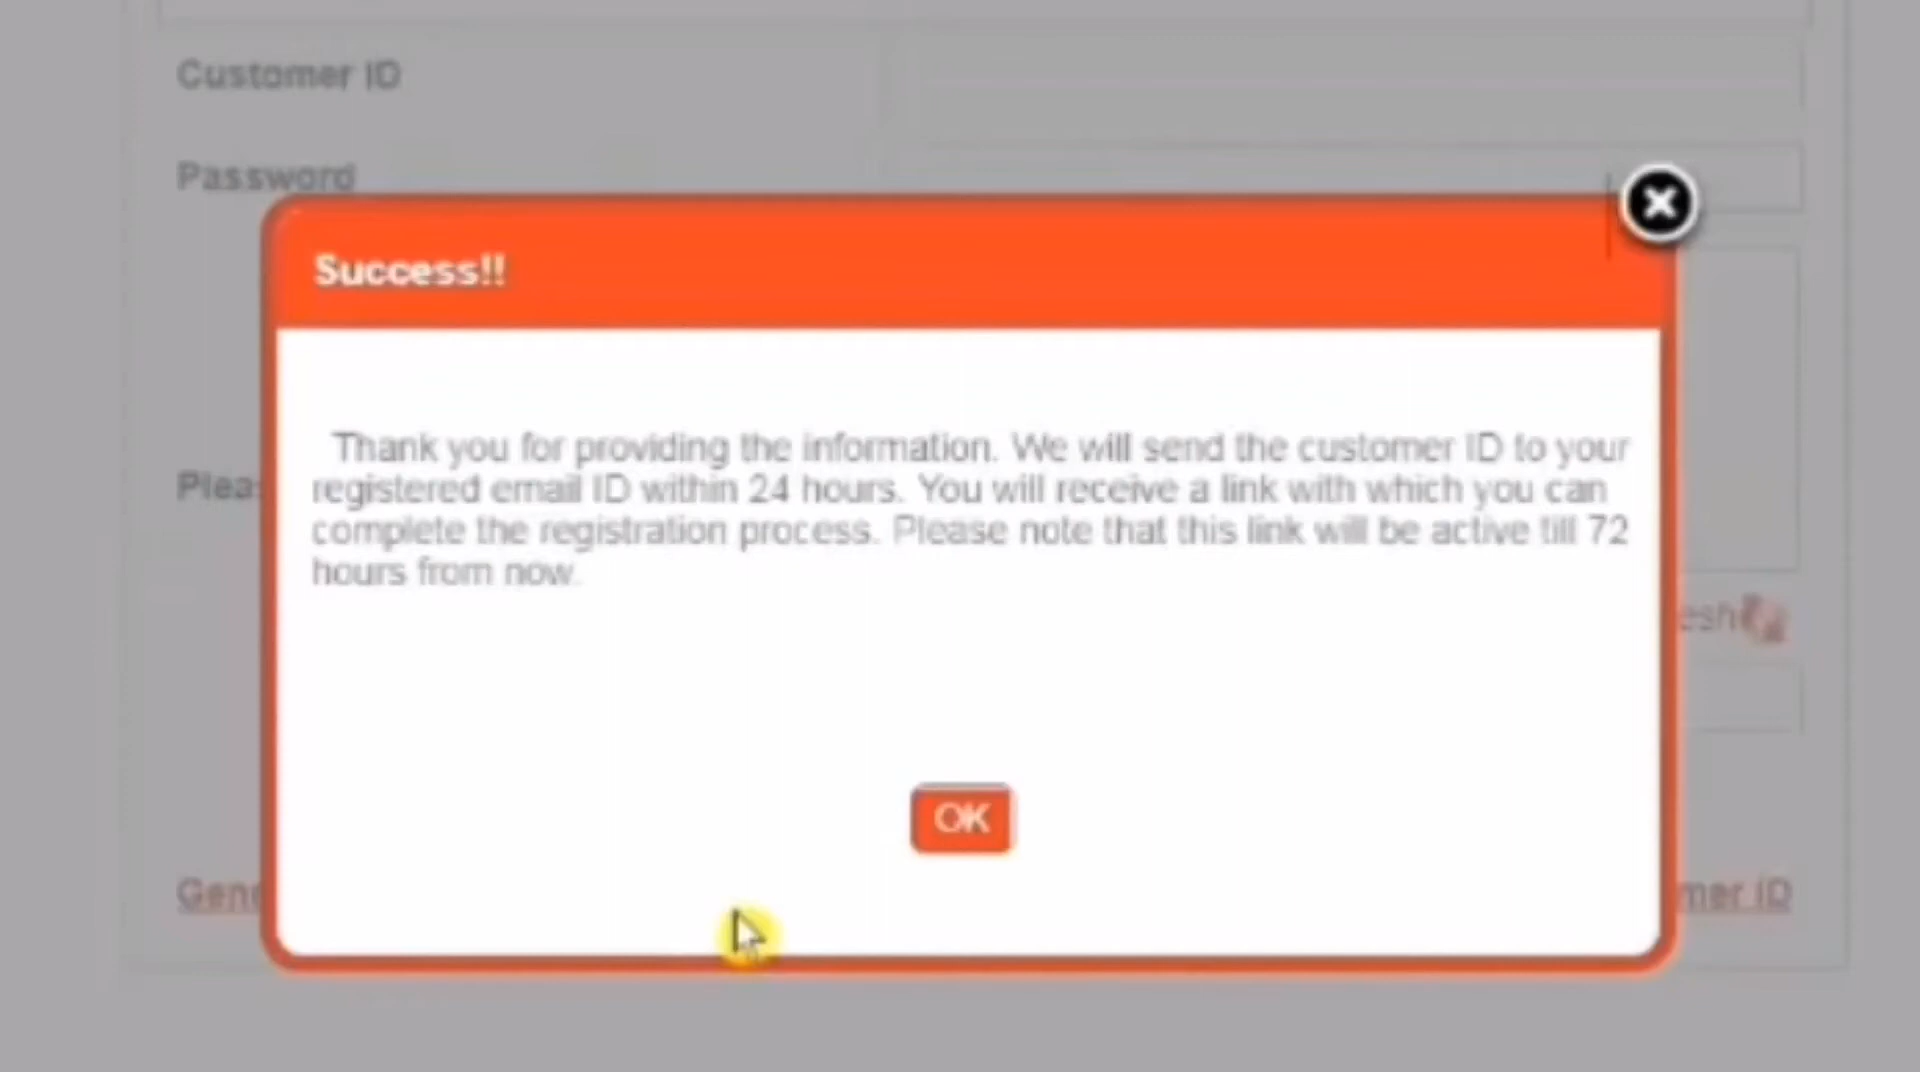 Customer ID
Password
Success!!
Thank you for providing the information. We will send the customer ID to your
registered email ID within 24 hours. You will receive a link with which you can
complete the registration process. Please note that this link will be active till 72
hours from now.
OK
ID